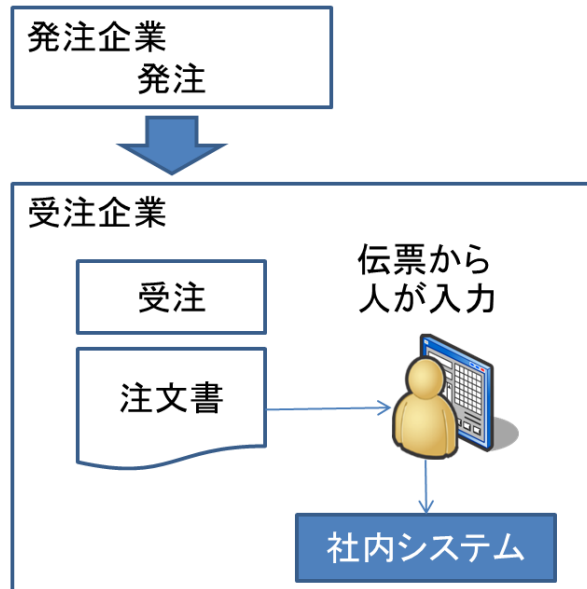 発注企業
発注
受注企業
受注
注文書
伝票から
人が入力
社内システム